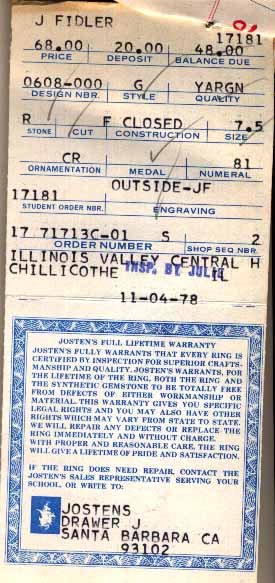 J FIDLER
17181
68.00 20.00 48.00
PRICE DEPOSIT BALANCE DUE
0608-000 G YARGN
DESIGN NBR. STYLE QUALITY
R F CLOSED 7.5
STONE CUT CONSTRUCTION SIZE
CR 81
ORNAMENTATION MEDAL NUMERAL
OUTSIDE-JF
17181
STUDENT ORDER NBR. ENGRAVING
17 71713C-01 S 2
ORDER NUMBER SHOP SEQ NBR.
ILLINOIS VALLEY CENTRAL H
CHILLICOTHE INSP. BY JULIE IL
11-04-78
JOSTEN'S FULL LIFETIME WARRANTY
JOSTEN'S FULLY WARRANTS THAT EVERY RING IS
CERTIFIED BY INSPECTION FOR SUPERIOR CRAFTS-
MANSHIP AND QUALITY. JOSTEN'S WARRANTS, FOR
THE LIFETIME OF THE RING, BOTH THE RING AND
THE SYNTHETIC GEMSTONE TO BE TOTALLY FREE
FROM DEFECTS OF EITHER WORKMANSHIP OR
MATERIAL. THIS WARRANTY GIVES YOU SPECIFIC
LEGAL RIGHTS AND YOU MAY ALSO HAVE OTHER
RIGHTS WHICH MAY VARY FROM STATE TO STATE.
WE WILL REPAIR ANY DEFECTS OR REPLACE THE
RING IMMEDIATELY AND WITHOUT CHARGE.
WITH PROPER AND REASONABLE CARE, THE RING
WILL GIVE A LIFETIME OF PRIDE AND SATISFACTION.
IF THE RING DOES NEED REPAIR, CONTACT THE
JOSTEN'S SALES REPRESENTATIVE SERVING YOUR
SCHOOL, OR WRITE TO:
JOSTENS
DRAWER J
SANTA BARBARA CA
93102